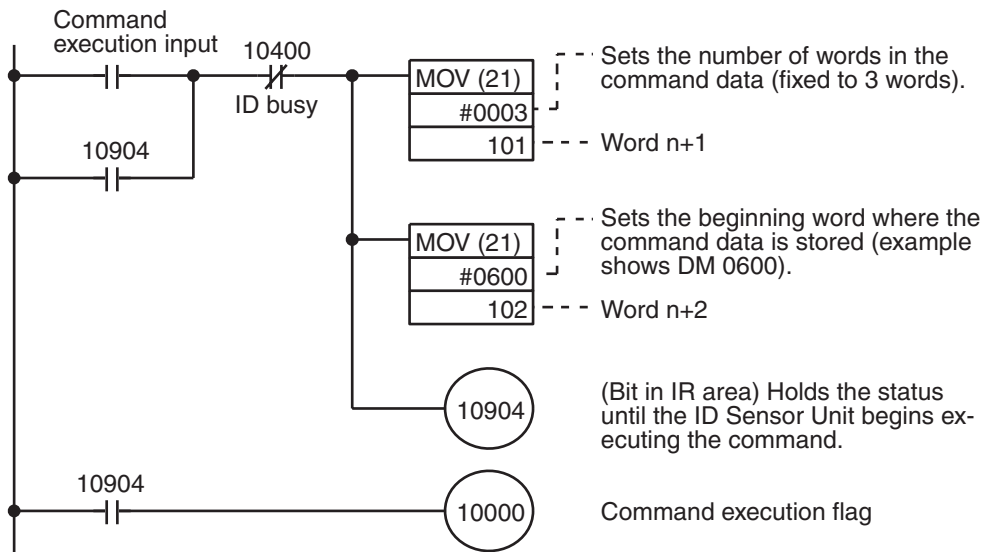 Command
execution input
10400
ID busy
MOV (21)
#0003
101
Sets the number of words in the
command data (fixed to 3 words).
Word n+1
10904
MOV (21)
#0600
102
Sets the beginning word where the
command data is stored (example
shows DM 0600).
Word n+2
10904
(Bit in IR area) Holds the status
until the ID Sensor Unit begins ex-
ecuting the command.
10904
10000
Command execution flag